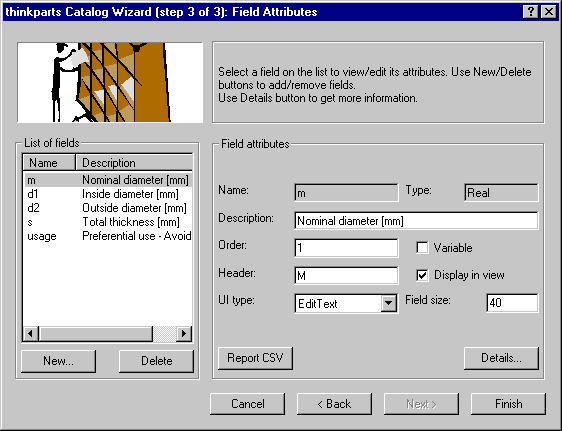 thinkparts Catalog Wizard (step 3 of 3): Field Attributes
Select a field on the list to view/edit its attributes. Use New/Delete
buttons to add/remove fields.
Use Details button to get more information.
List of fields
Name Description
m Nominal diameter [mm]
d1 Inside diameter [mm]
d2 Outside diameter [mm]
s Total thickness [mm]
usage Preferential use - Avoid
New... Delete
Field attributes
Name: m Type: Real
Description: Nominal diameter [mm]
Order: 1 Variable
Header: M Display in view
UI type: EditText Field size: 40
Report CSV Details...
Cancel < Back Next > Finish